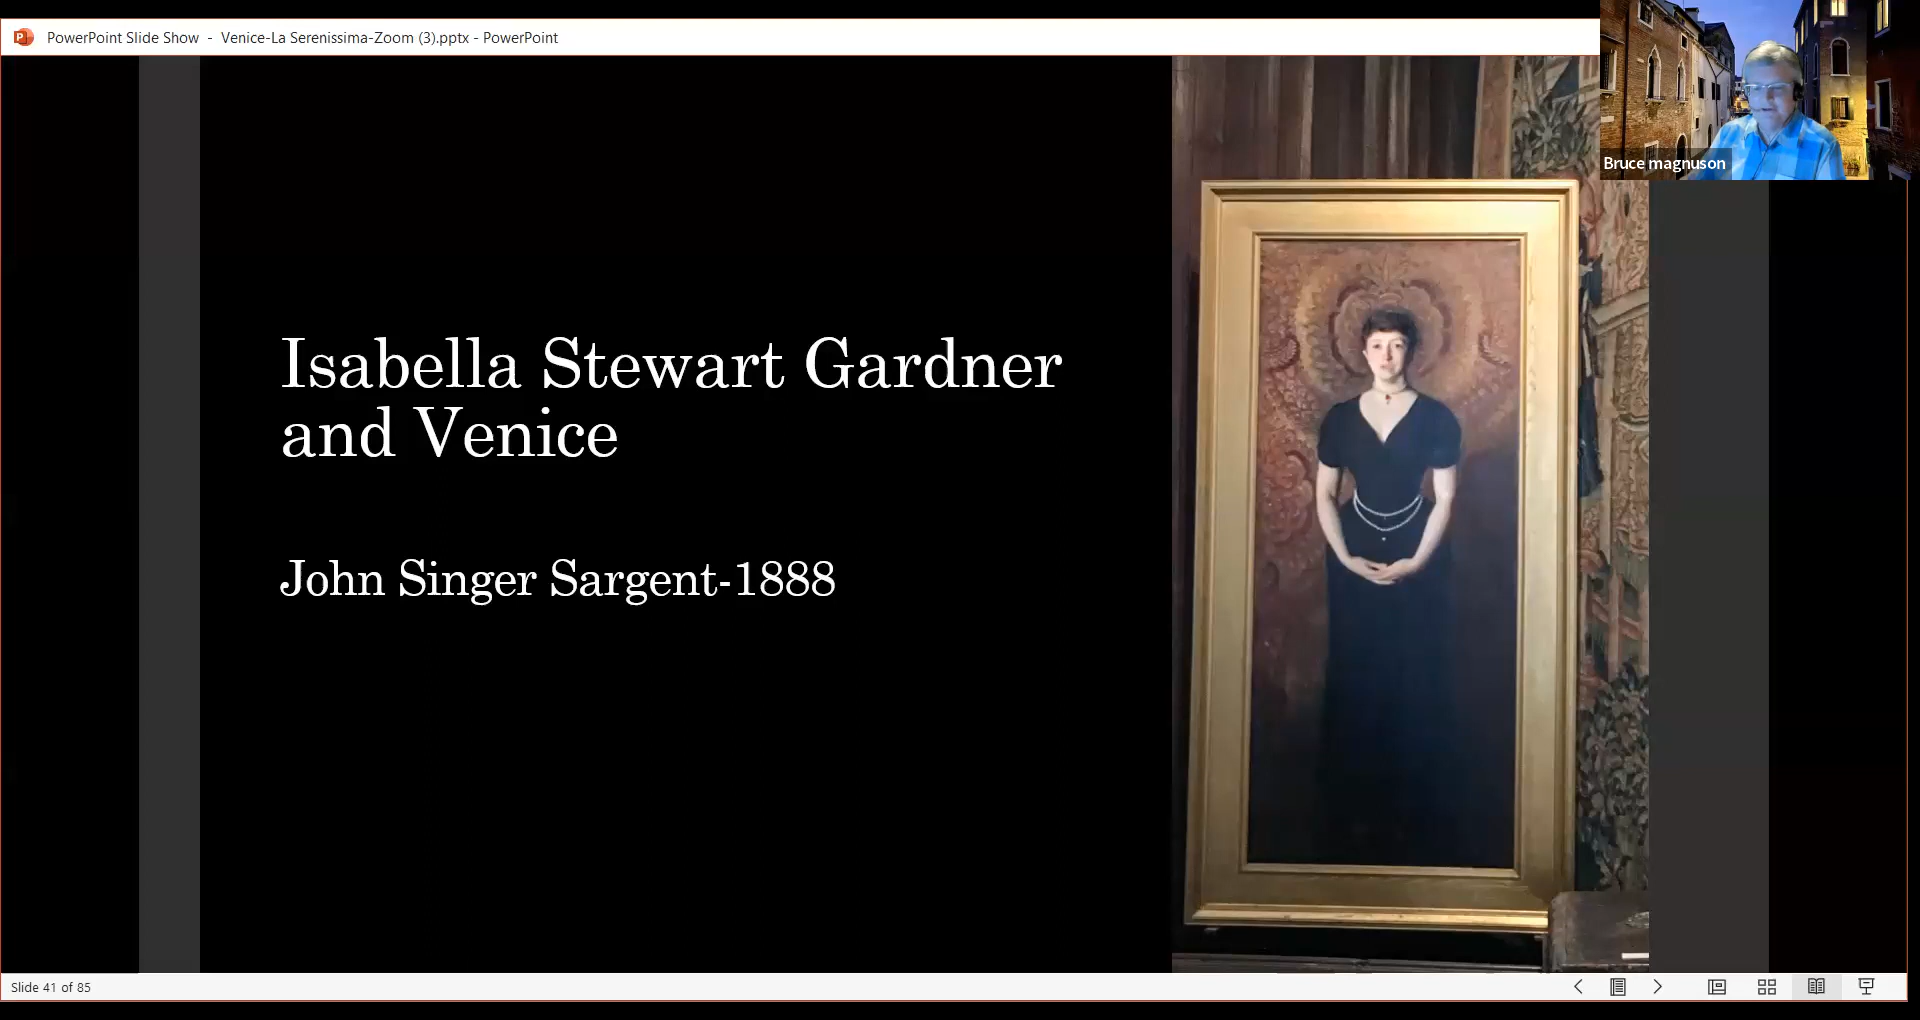 PowerPoint Slide Show - Venice-La Serenissima-Zoom (3).pptx - PowerPoint
Bruce magnuson
Isabella Stewart Gardner
and Venice
John Singer Sargent-1888
Slide 41 of 85